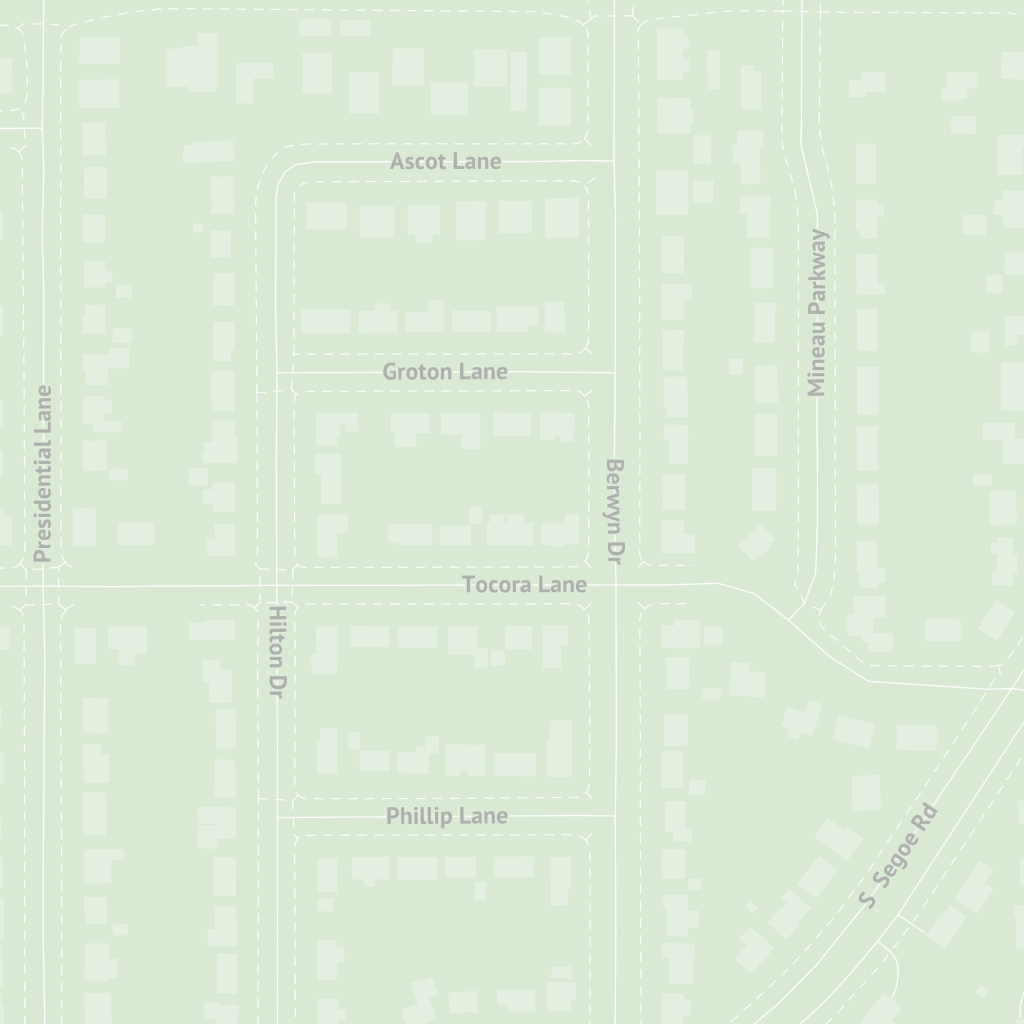 Ascot Lane
Mineau Parkway
Groton Lane
Presidential Lane
Berwyn Dr
Tocora Lane
Hilton Dr
Phillip Lane
S Segoe Rd